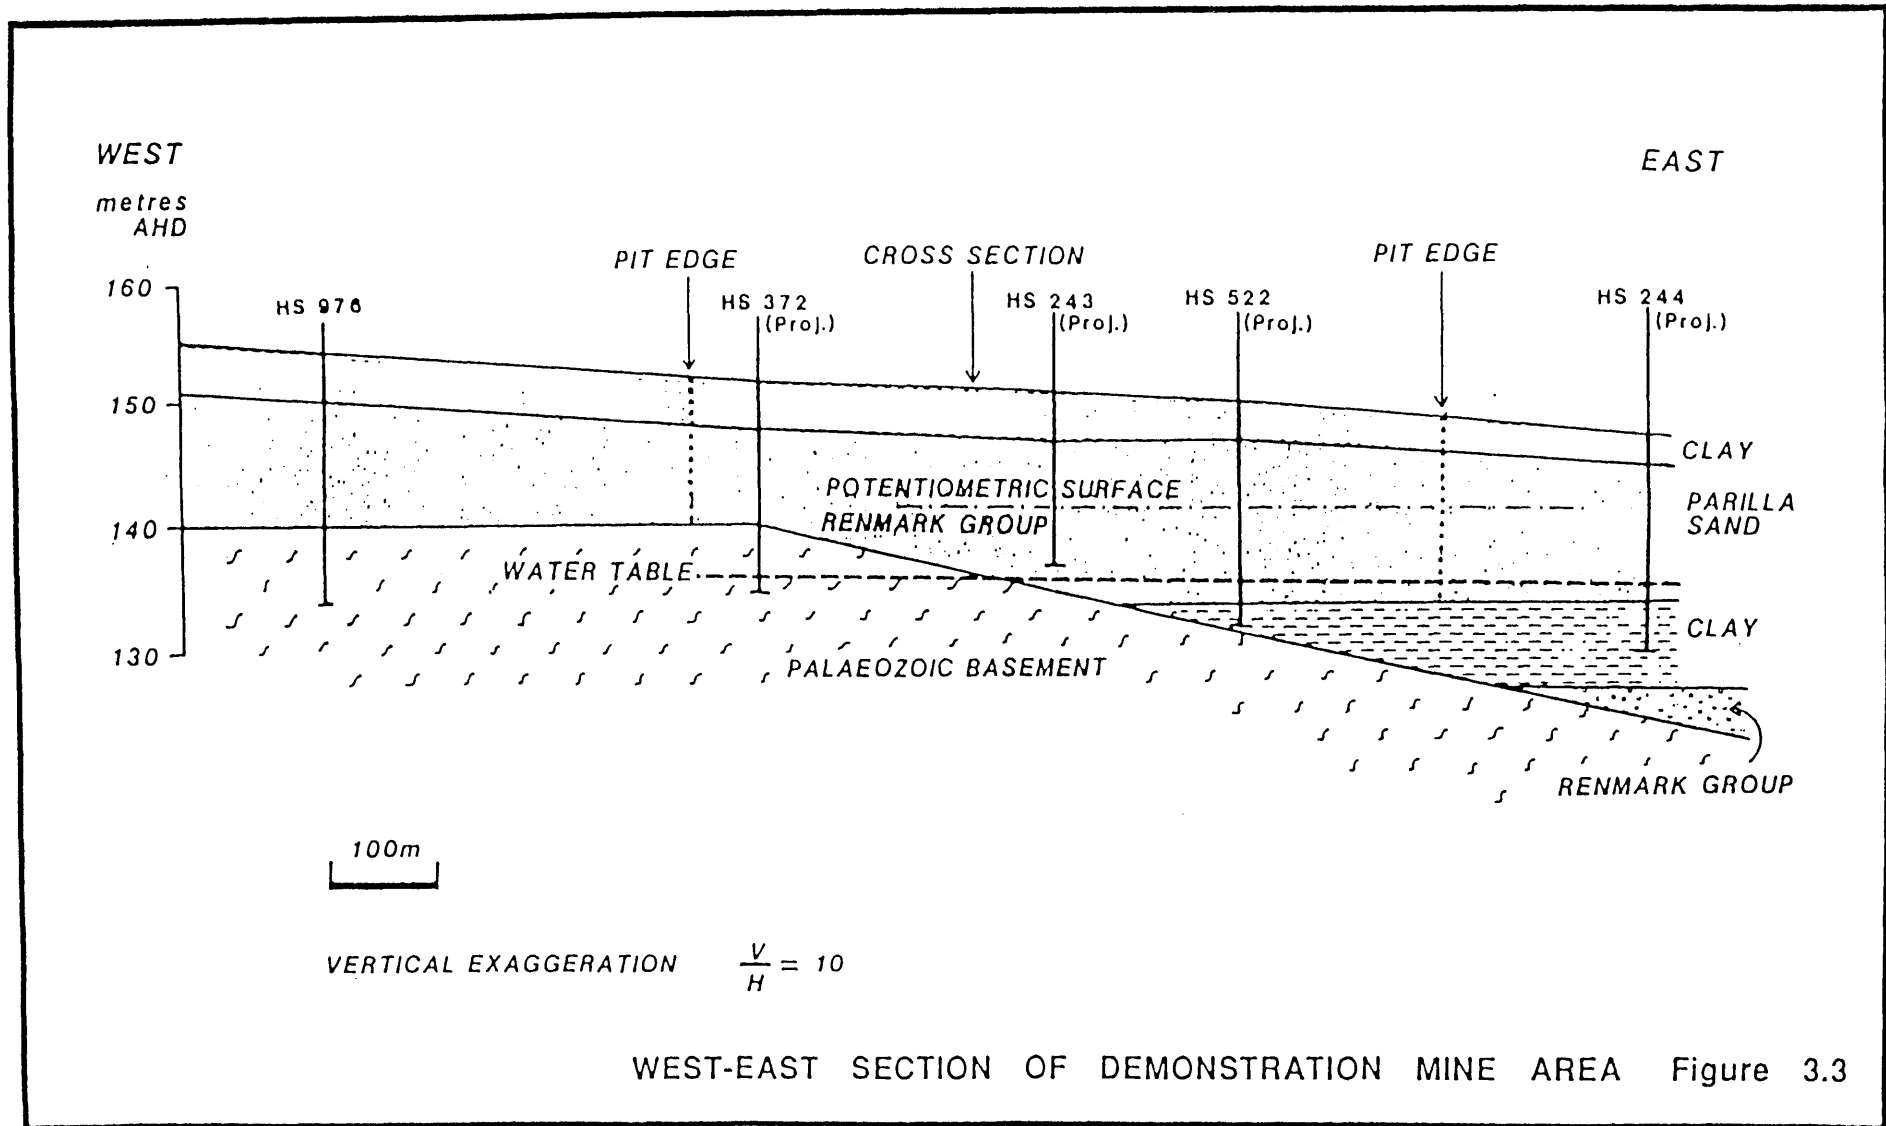 WEST
EAST
metres
AHD
PIT EDGE
CROSS SECTION
PIT EDGE
160
HS 976
HS 372
(Proj.)
HS 243
(Proj.)
HS 522
(Proj.)
HS 244
(Proj.)
150
CLAY
POTENTIOMETRIC SURFACE
RENMARK GROUP
PARILLA
SAND
140
WATER TABLE
CLAY
130
PALAEOZOIC BASEMENT
RENMARK GROUP
100m
VERTICAL EXAGGERATION V/H = 10
WEST-EAST SECTION OF DEMONSTRATION MINE AREA Figure 3.3